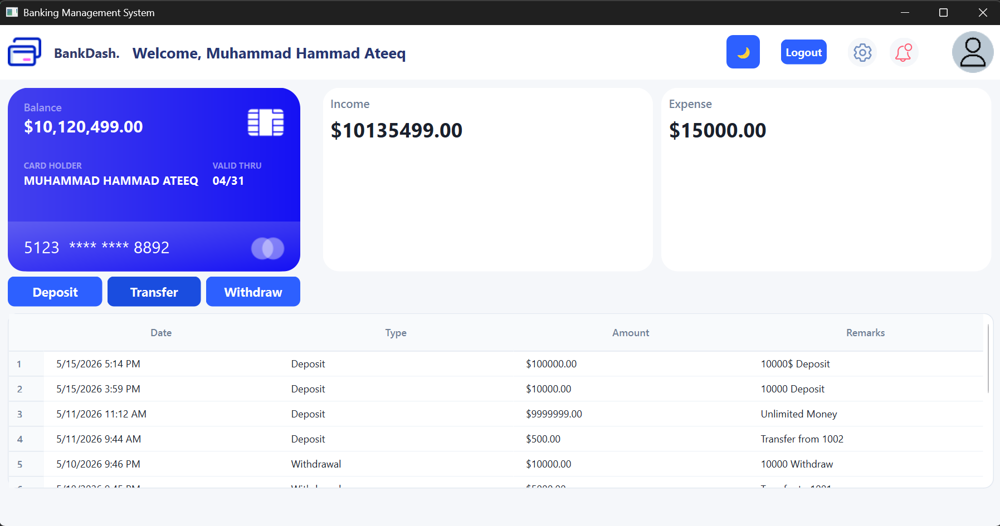 Banking Management System
BankDash. Welcome, Muhammad Hammad Ateeq
Logout
Balance
$10,120,499.00
CARD HOLDER VALID THRU
MUHAMMAD HAMMAD ATEEQ 04/31
5123 **** **** 8892
Income
$10135499.00
Expense
$15000.00
Deposit Transfer Withdraw
Date Type Amount Remarks
1 5/15/2026 5:14 PM Deposit $100000.00 10000$ Deposit
2 5/15/2026 3:59 PM Deposit $10000.00 10000 Deposit
3 5/11/2026 11:12 AM Deposit $9999999.00 Unlimited Money
4 5/11/2026 9:44 AM Deposit $500.00 Transfer from 1002
5 5/10/2026 9:46 PM Withdrawal $10000.00 10000 Withdraw